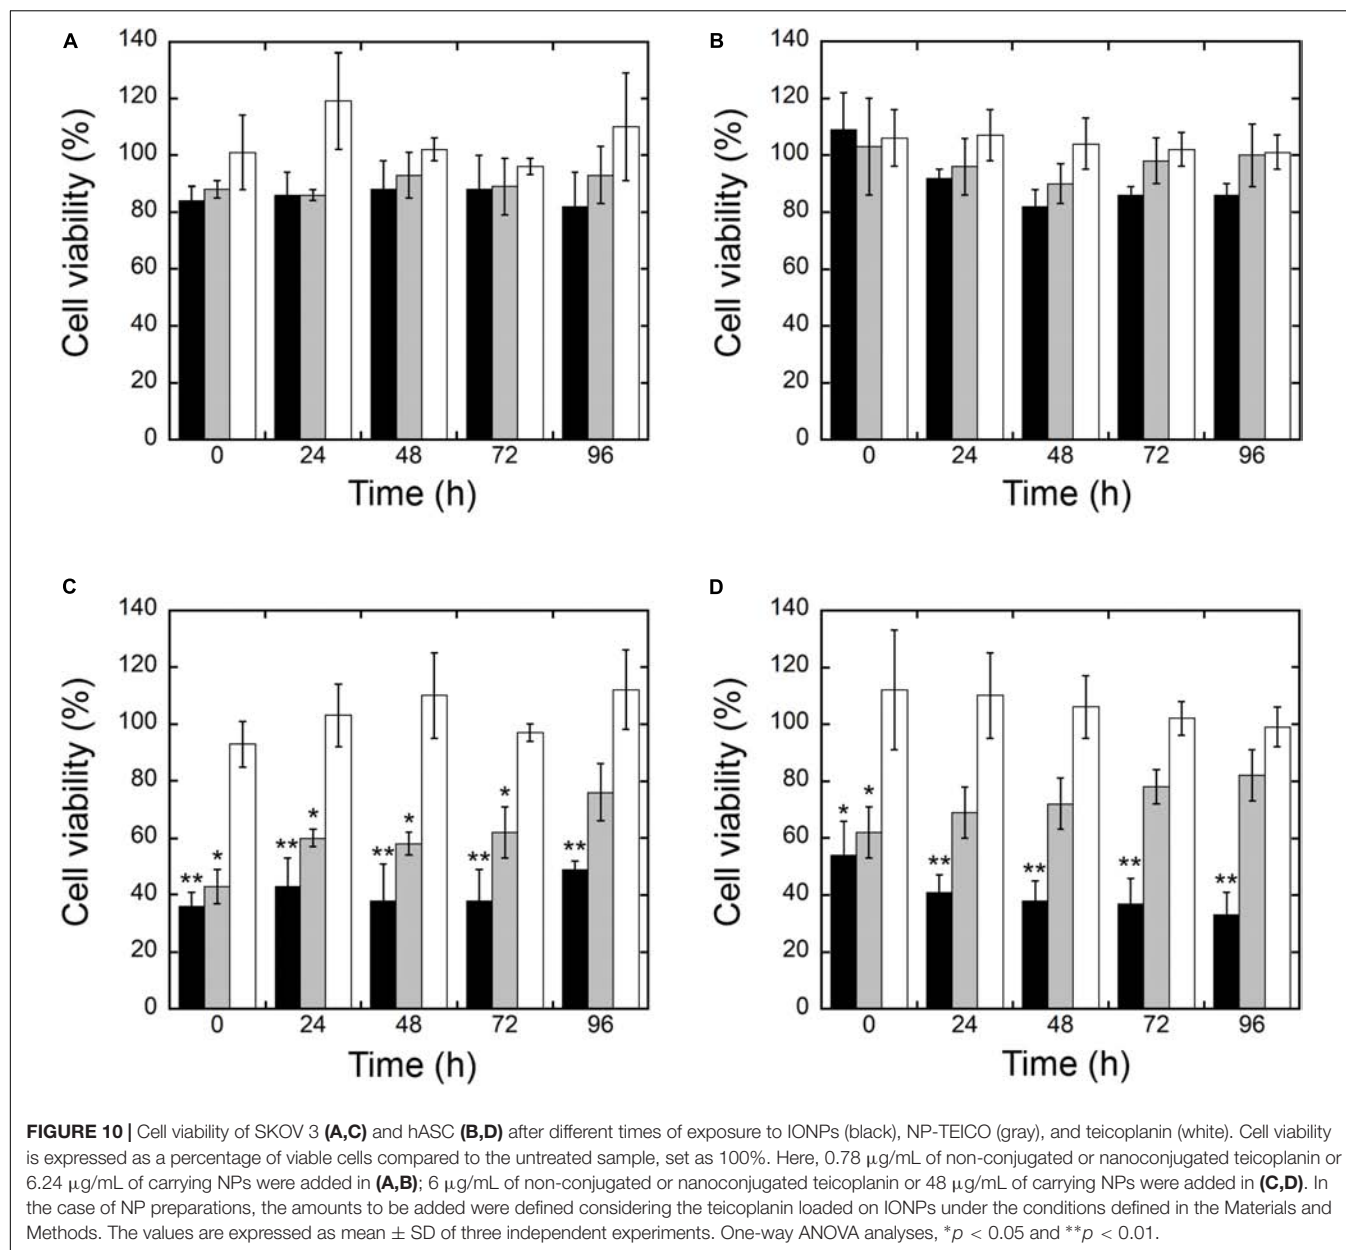 A
B
140
120
100
80
60
40
20
0
Cell viability (%)
0 24 48 72 96
Time (h)
140
120
100
80
60
40
20
0
Cell viability (%)
0 24 48 72 96
Time (h)
C
D
140
120
100
80
60
40
20
0
Cell viability (%)
** * ** * ** * ** * **
0 24 48 72 96
Time (h)
140
120
100
80
60
40
20
0
Cell viability (%)
* * ** ** ** **
0 24 48 72 96
Time (h)
FIGURE 10 | Cell viability of SKOV 3 (A,C) and hASC (B,D) after different times of exposure to IONPs (black), NP-TEICO (gray), and teicoplanin (white). Cell viability
is expressed as a percentage of viable cells compared to the untreated sample, set as 100%. Here, 0.78 μg/mL of non-conjugated or nanoconjugated teicoplanin or
6.24 μg/mL of carrying NPs were added in (A,B); 6 μg/mL of non-conjugated or nanoconjugated teicoplanin or 48 μg/mL of carrying NPs were added in (C,D). In
the case of NP preparations, the amounts to be added were defined considering the teicoplanin loaded on IONPs under the conditions defined in the Materials and
Methods. The values are expressed as mean ± SD of three independent experiments. One-way ANOVA analyses, *p < 0.05 and **p < 0.01.